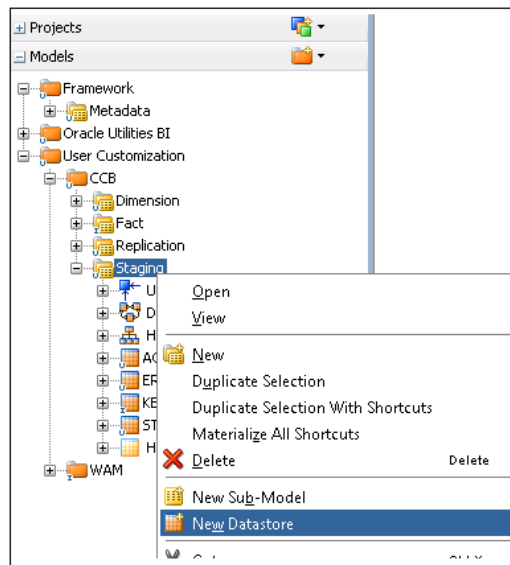 Projects
Models
Framework
Metadata
Oracle Utilities BI
User Customization
CCB
Dimension
Fact
Replication
Staging
U
Open
D
View
H
AC
New
ER
Duplicate Selection
KE
Duplicate Selection With Shortcuts
ST
Materialize All Shortcuts
H
Delete Delete
WAM
New Sub-Model
New Datastore